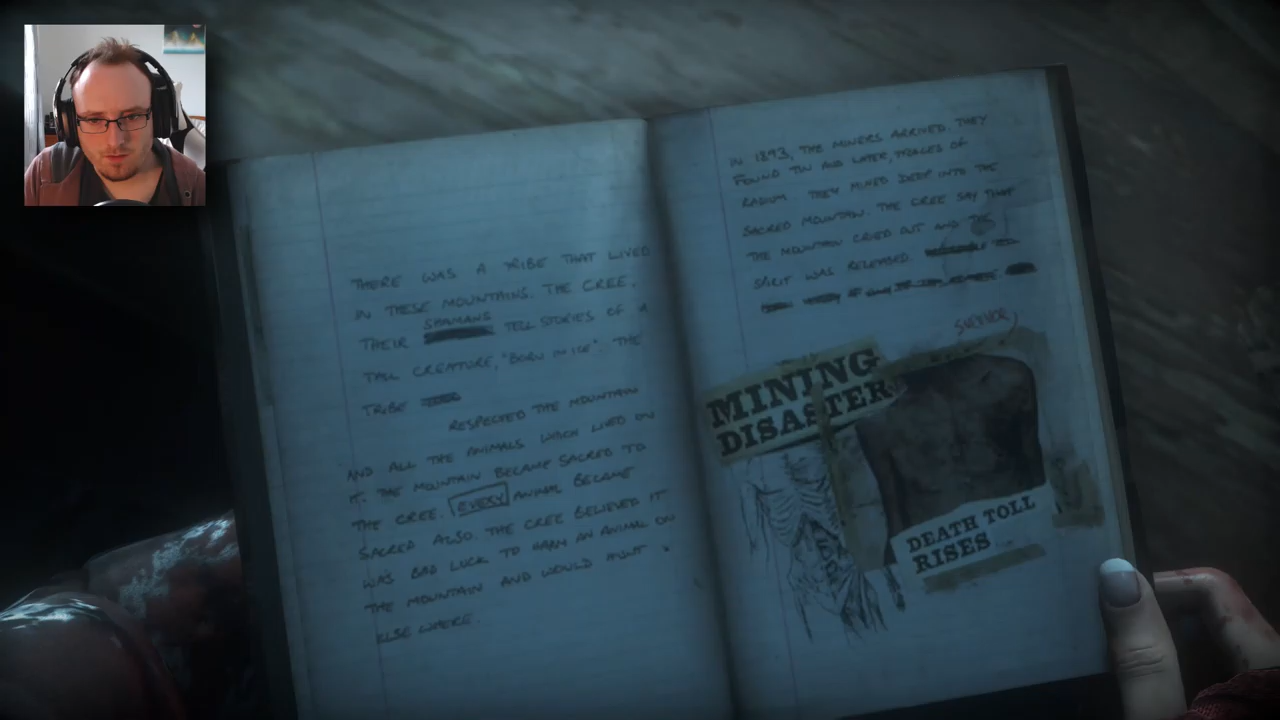 THERE WAS A TRIBE THAT LIVED
IN THESE MOUNTAINS. THE CREE.
SHAMANS
THEIR TELL STORIES OF A
TALL CREATURE, "BORN IN ICE". THE
TRIBE
RESPECTED THE MOUNTAIN
AND ALL THE ANIMALS WHICH LIVED ON
IT. THE MOUNTAIN BECAME SACRED TO
THE CREE. EVERY ANIMAL BECAME
SACRED ALSO. THE CREE BELIEVED IT
WAS BAD LUCK TO HARM AN ANIMAL ON
THE MOUNTAIN AND WOULD HUNT
ELSE WHERE.
IN 1893, THE MINERS ARRIVED. THEY
FOUND TIN AND LATER, TRACES OF
RADIUM. THEY MINED DEEP INTO THE
SACRED MOUNTAIN. THE CREE SAY THAT
THE MOUNTAIN CRIED OUT AND THE
SPIRIT WAS RELEASED.
SURVIVOR
MINING
DISASTER
DEATH TOLL
RISES